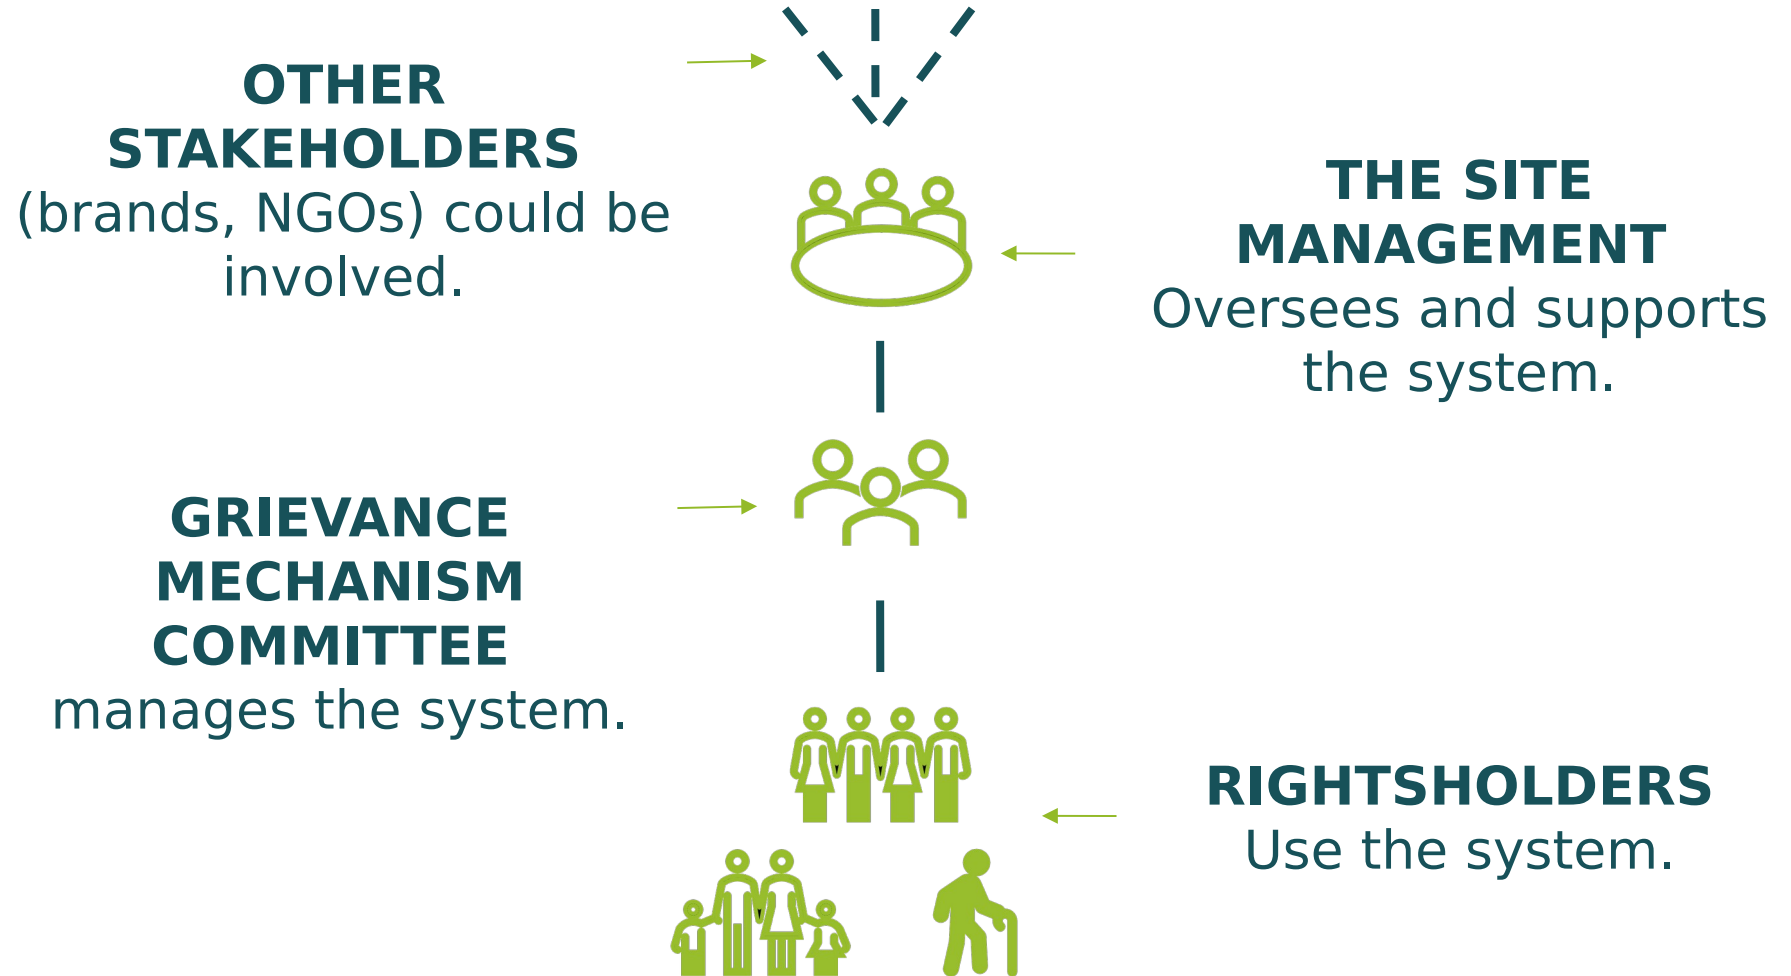 OTHER
STAKEHOLDERS
(brands, NGOs) could be
involved.
THE SITE
MANAGEMENT
Oversees and supports
the system.
GRIEVANCE
MECHANISM
COMMITTEE
manages the system.
RIGHTSHOLDERS
Use the system.